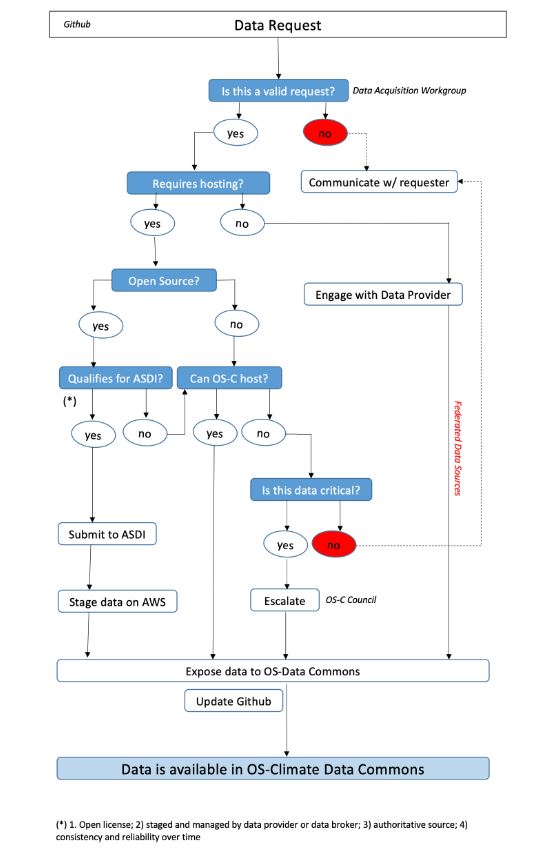 Github
Data Request
Is this a valid request?
Data Acquisition Workgroup
yes
no
Requires hosting?
Communicate w/ requester
yes
no
Open Source?
Engage with Data Provider
yes
no
Qualifies for ASDI?
Can OS-C host?
(*)
yes
no
yes
no
Federated Data Sources
Is this data critical?
Submit to ASDI
yes
no
Stage data on AWS
Escalate
OS-C Council
Expose data to OS-Data Commons
Update Github
Data is available in OS-Climate Data Commons
(*) 1. Open license; 2) staged and managed by data provider or data broker; 3) authoritative source; 4)
consistency and reliability over time